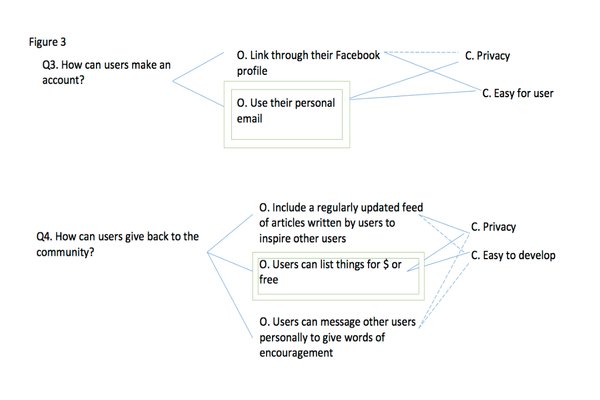 Figure 3
Q3. How can users make an
account?
O. Link through their Facebook
profile
O. Use their personal
email
C. Privacy
C. Easy for user
Q4. How can users give back to the
community?
O. Include a regularly updated feed
of articles written by users to
inspire other users
O. Users can list things for $ or
free
O. Users can message other users
personally to give words of
encouragement
C. Privacy
C. Easy to develop